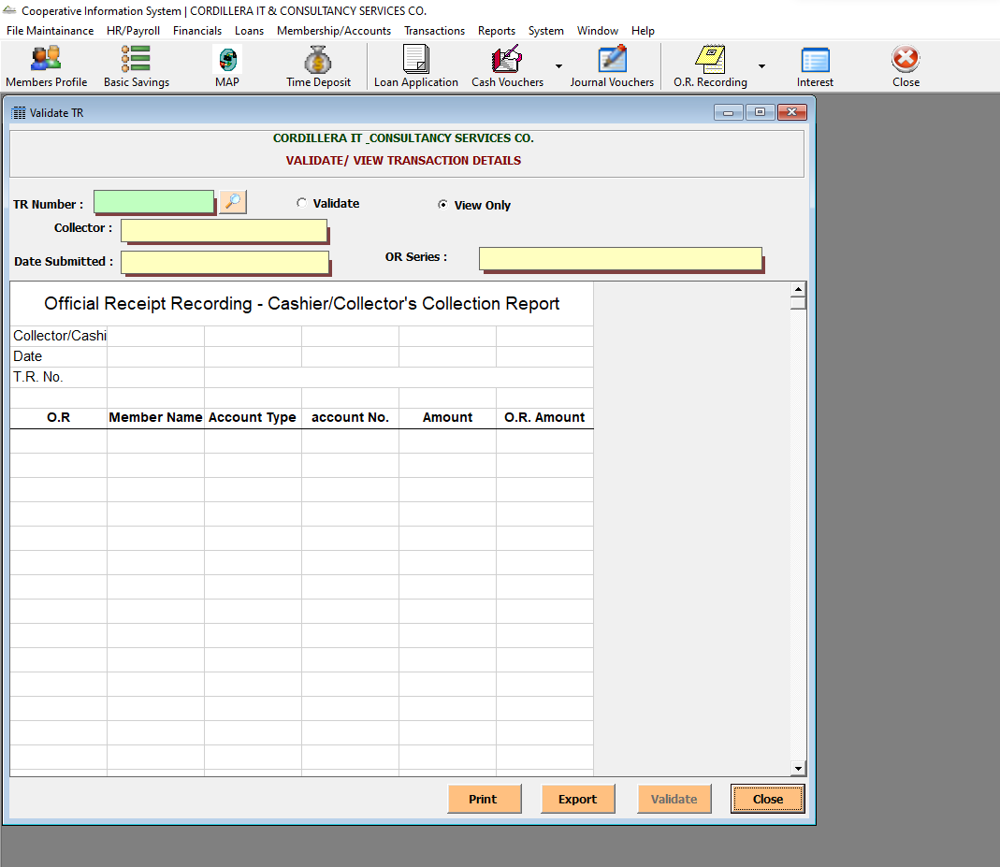 Cooperative Information System | CORDILLERA IT & CONSULTANCY SERVICES CO.
File Maintainance HR/Payroll Financials Loans Membership/Accounts Transactions Reports System Window Help
Members Profile Basic Savings MAP Time Deposit Loan Application Cash Vouchers Journal Vouchers O.R. Recording Interest Close
Validate TR
CORDILLERA IT _CONSULTANCY SERVICES CO.
VALIDATE/ VIEW TRANSACTION DETAILS
TR Number : Validate View Only
Collector :
Date Submitted : OR Series :
Official Receipt Recording - Cashier/Collector's Collection Report
Collector/Cashi
Date
T.R. No.
O.R Member Name Account Type account No. Amount O.R. Amount
Print Export Validate Close